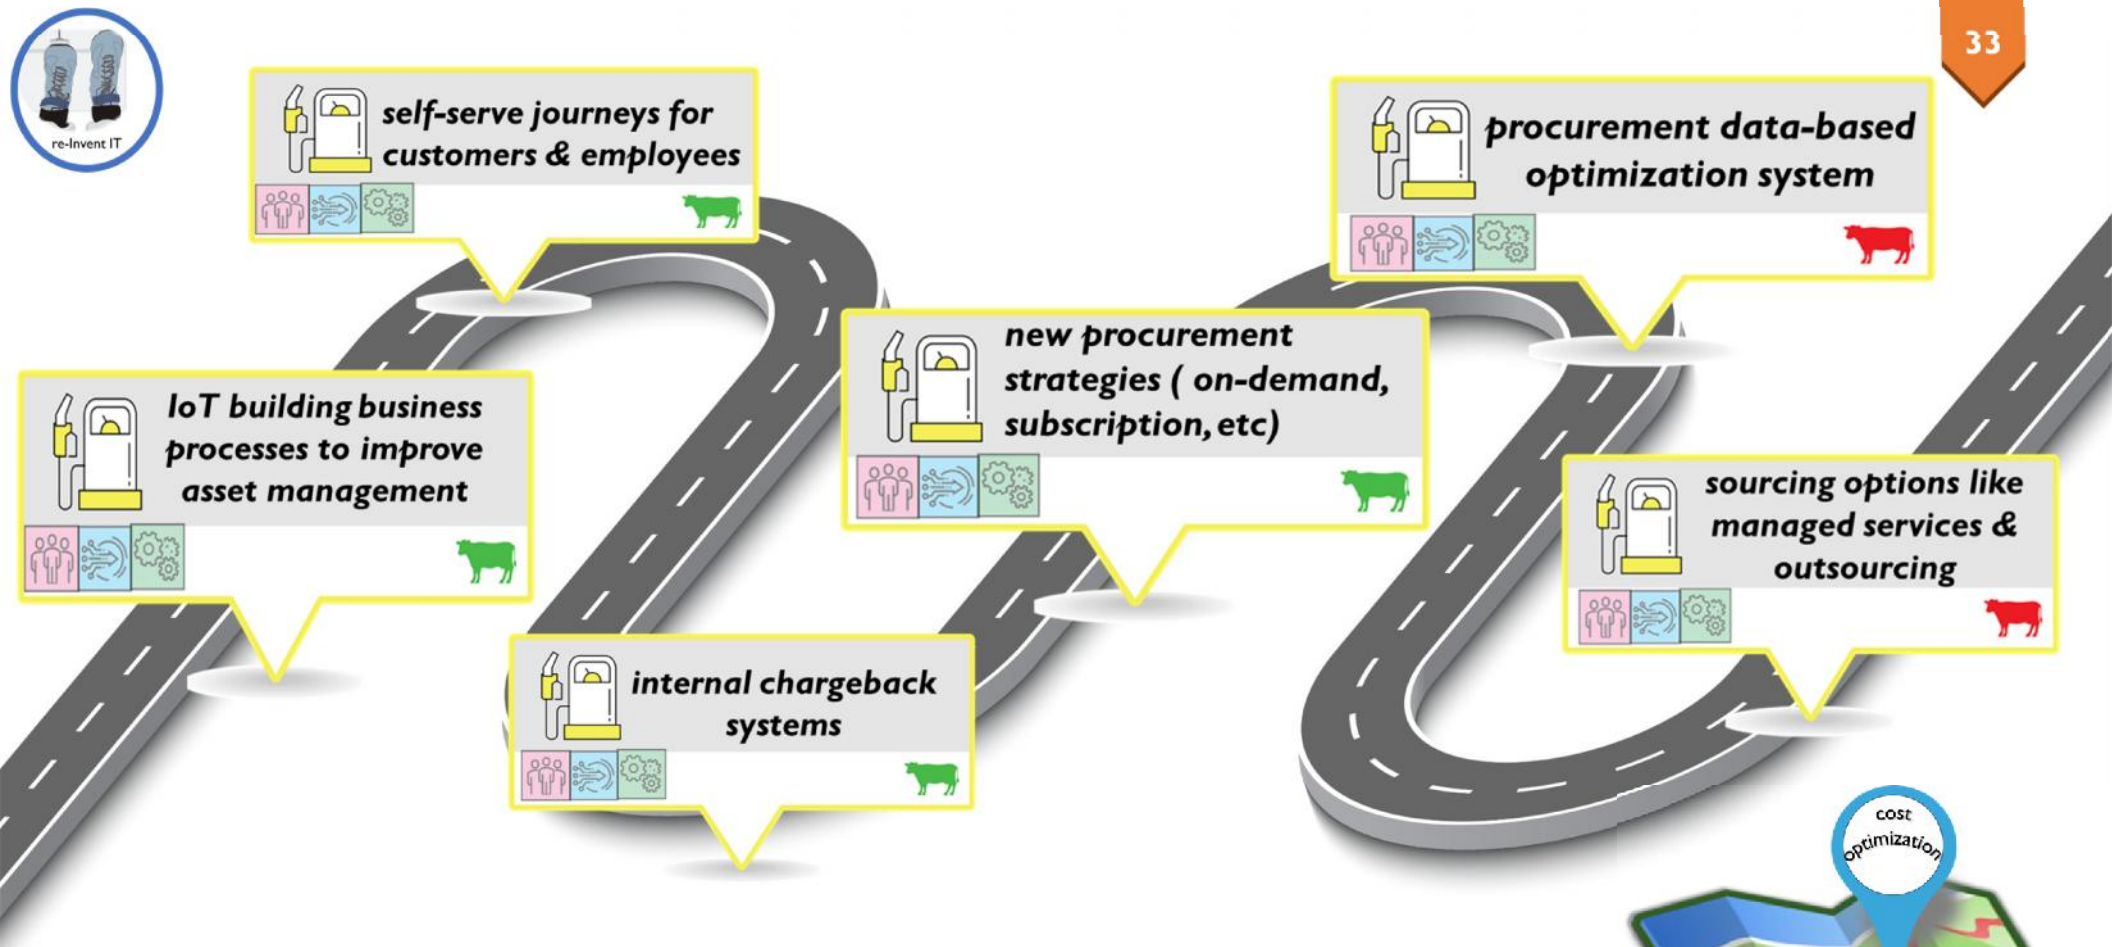 re-Invent IT
33
self-serve journeys for
customers & employees
procurement data-based
optimization system
new procurement
strategies ( on-demand,
subscription, etc)
IoT building business
processes to improve
asset management
sourcing options like
managed services &
outsourcing
internal chargeback
systems
cost
optimization